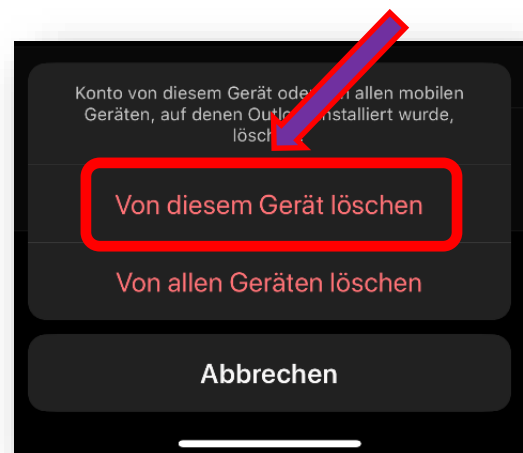 Konto von diesem Gerät oder allen mobilen
Geräten, auf denen installiert wurde,
Von diesem Gerät löschen
Von allen Geräten löschen
Abbrechen